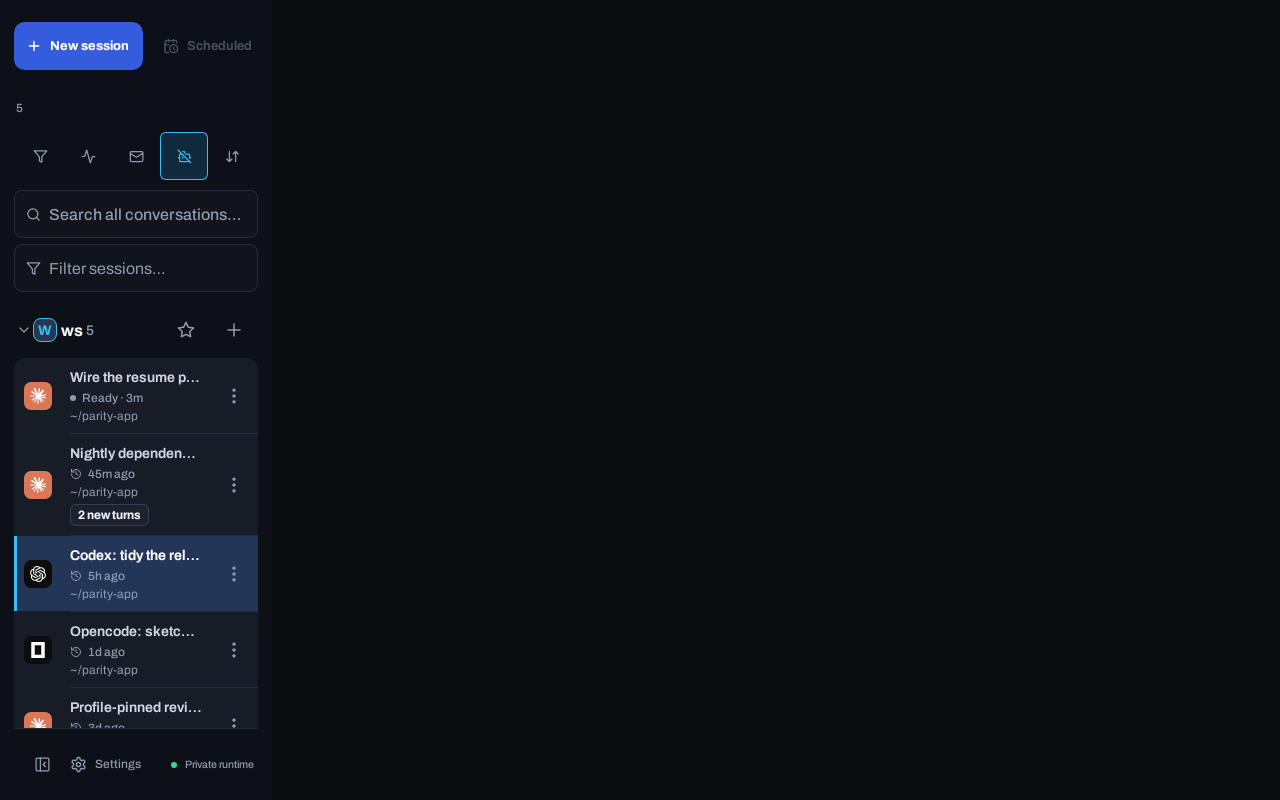 New session
Scheduled
5
Search all conversations...
Filter sessions...
W ws 5
Wire the resume p...
Ready · 3m
~/parity-app
Nightly dependen...
45m ago
~/parity-app
2 new turns
Codex: tidy the rel...
5h ago
~/parity-app
Opencode: sketc...
1d ago
~/parity-app
Profile-pinned revi...
Settings
Private runtime